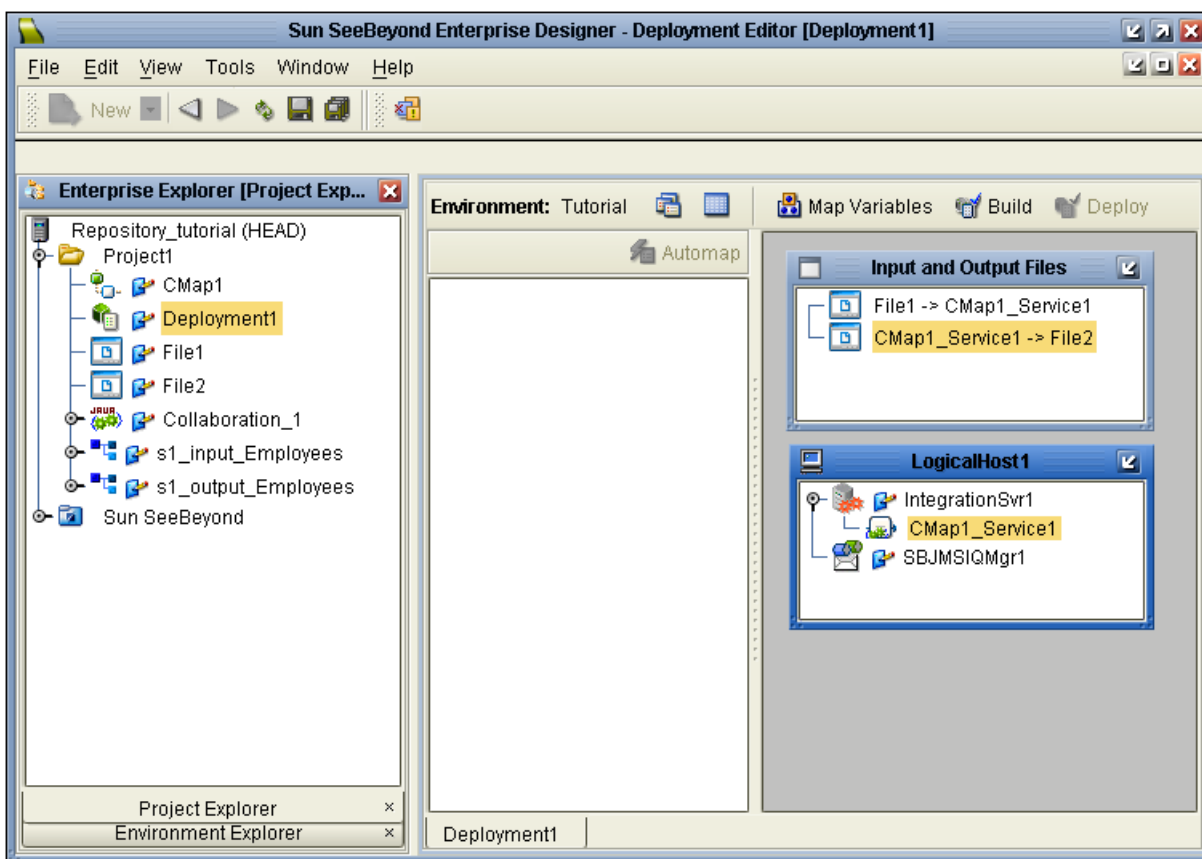 Sun SeeBeyond Enterprise Designer - Deployment Editor [Deployment1]
File Edit View Tools Window Help
New
Enterprise Explorer [Project Exp...
Repository_tutorial (HEAD)
Project1
CMap1
Deployment1
File1
File2
JAVA Collaboration_1
s1_input_Employees
s1_output_Employees
Sun SeeBeyond
Project Explorer ×
Environment Explorer ×
Environment: Tutorial Map Variables Build Deploy
Automap
Input and Output Files
File1 -> CMap1_Service1
CMap1_Service1 -> File2
LogicalHost1
IntegrationSvr1
CMap1_Service1
SBJMSIQMgr1
Deployment1